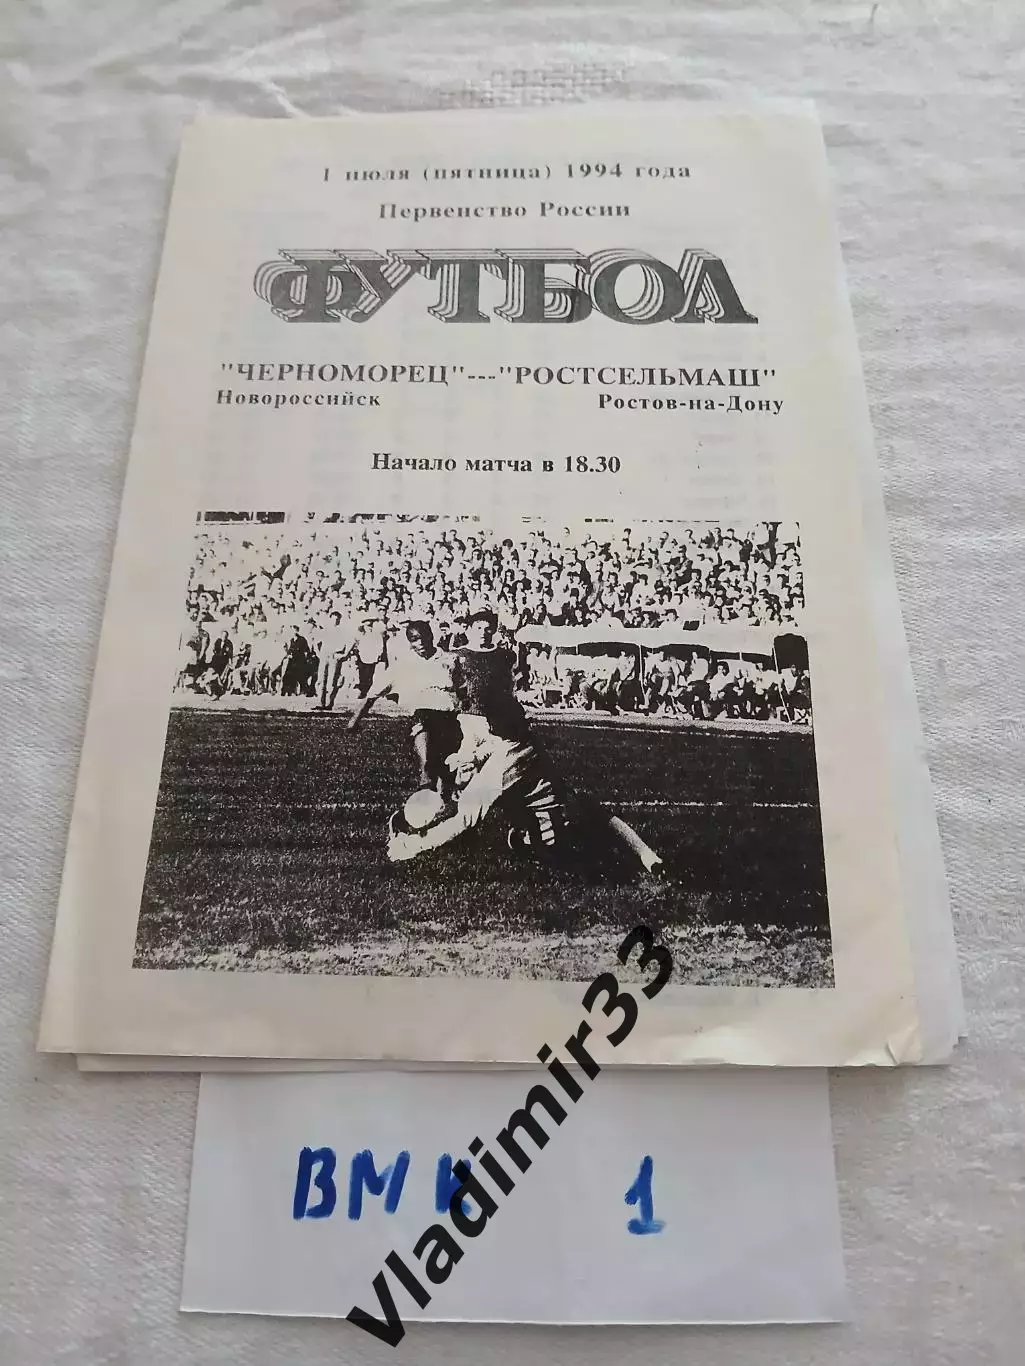 1 июля (пятница) 1994 года
Первенство России
ФУТБОЛ
"ЧЕРНОМОРЕЦ"---"РОСТСЕЛЬМАШ"
Новороссийск Ростов-на-Дону
Начало матча в 18.30
Vladimir33
ВМК 1